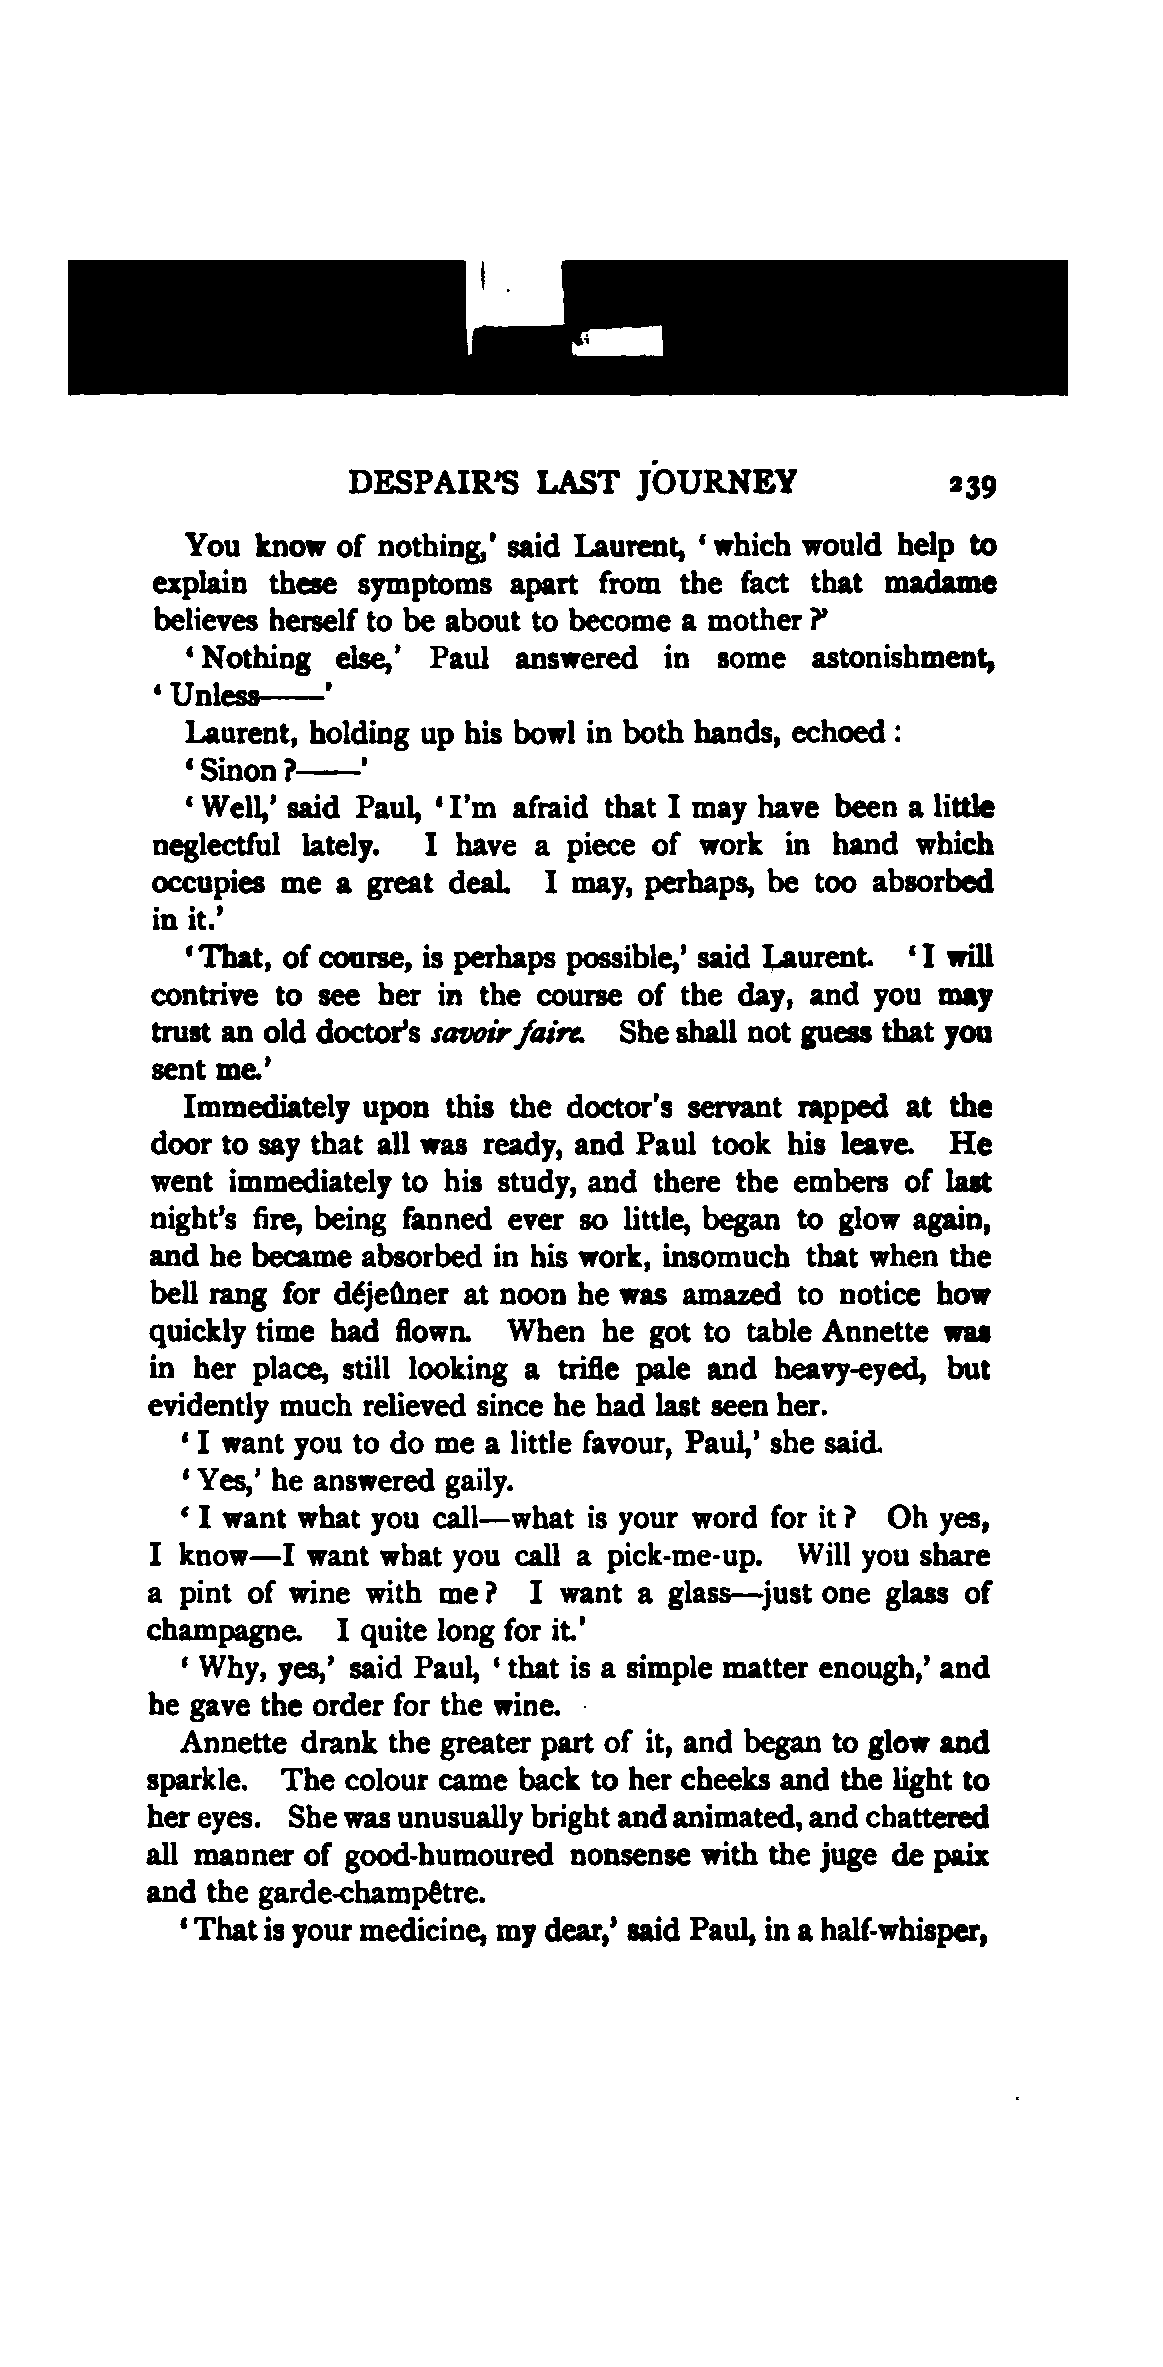 DESPAIR'S LAST JOURNEY 239
You know of nothing,' said Laurent, 'which would help to
explain these symptoms apart from the fact that madame
believes herself to be about to become a mother?'
'Nothing else,' Paul answered in some astonishment,
'Unless——'
Laurent, holding up his bowl in both hands, echoed:
'Sinon?——'
'Well,' said Paul, 'I'm afraid that I may have been a little
neglectful lately. I have a piece of work in hand which
occupies me a great deal. I may, perhaps, be too absorbed
in it.'
'That, of course, is perhaps possible,' said Laurent. 'I will
contrive to see her in the course of the day, and you may
trust an old doctor's savoir faire. She shall not guess that you
sent me.'
Immediately upon this the doctor's servant rapped at the
door to say that all was ready, and Paul took his leave. He
went immediately to his study, and there the embers of last
night's fire, being fanned ever so little, began to glow again,
and he became absorbed in his work, insomuch that when the
bell rang for déjeûner at noon he was amazed to notice how
quickly time had flown. When he got to table Annette was
in her place, still looking a trifle pale and heavy-eyed, but
evidently much relieved since he had last seen her.
'I want you to do me a little favour, Paul,' she said.
'Yes,' he answered gaily.
'I want what you call—what is your word for it? Oh yes,
I know—I want what you call a pick-me-up. Will you share
a pint of wine with me? I want a glass—just one glass of
champagne. I quite long for it.'
'Why, yes,' said Paul, 'that is a simple matter enough,' and
he gave the order for the wine.
Annette drank the greater part of it, and began to glow and
sparkle. The colour came back to her cheeks and the light to
her eyes. She was unusually bright and animated, and chattered
all manner of good-humoured nonsense with the juge de paix
and the garde-champêtre.
'That is your medicine, my dear,' said Paul, in a half-whisper,